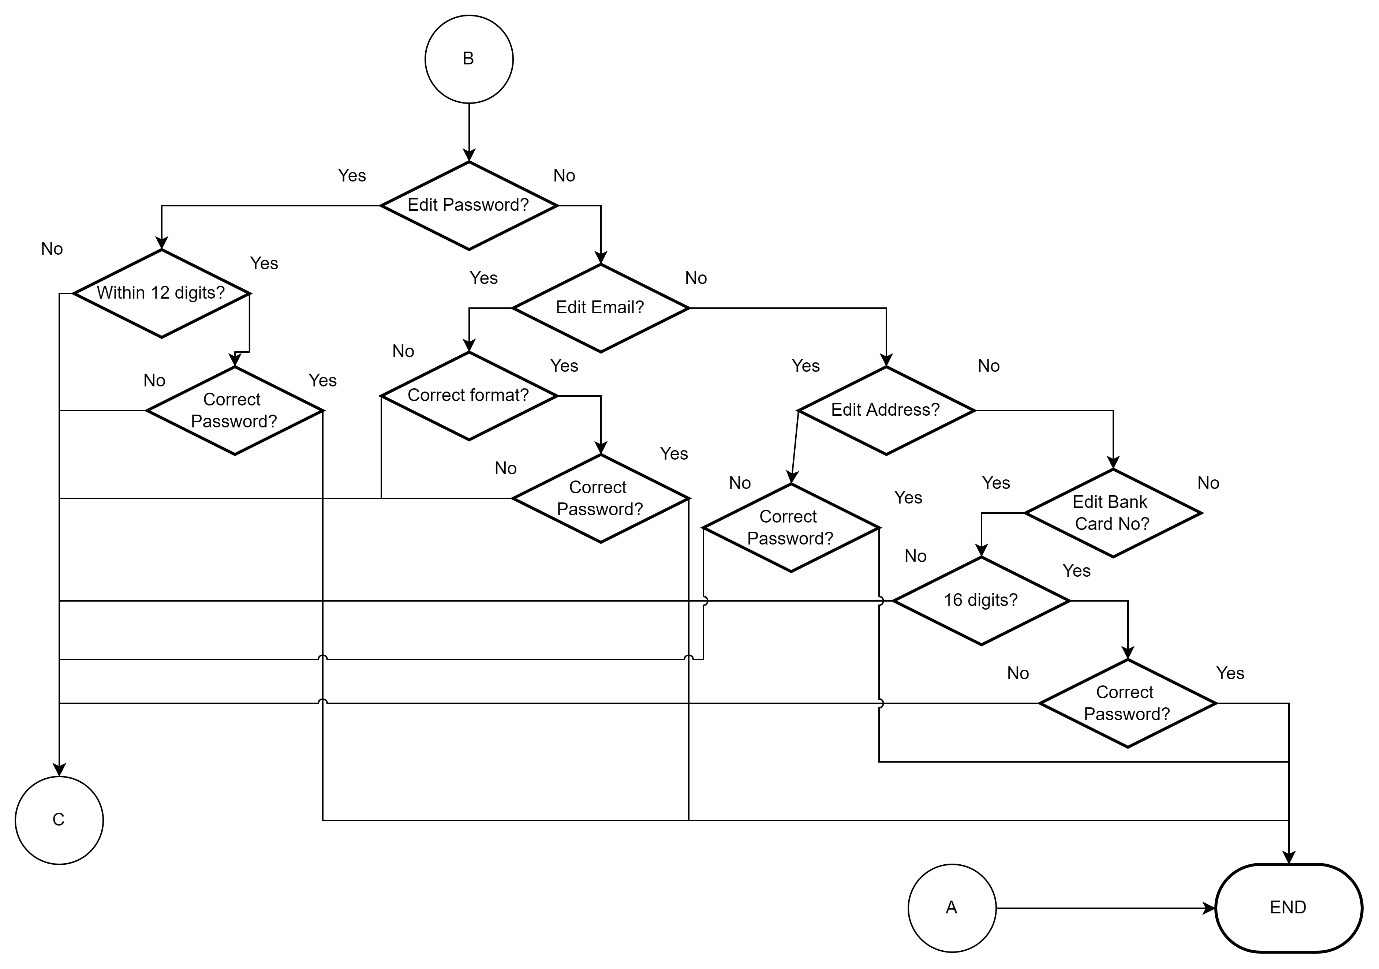 B
Yes
No
Edit Password?
No
Yes
Within 12 digits?
Yes
No
Edit Email?
No
Yes
Correct
Password?
No
Yes
Correct format?
Yes
No
Edit Address?
No
Yes
Correct
Password?
No
Yes
Correct
Password?
Yes
No
Edit Bank
Card No?
No
Yes
16 digits?
No
Yes
Correct
Password?
C
A
END